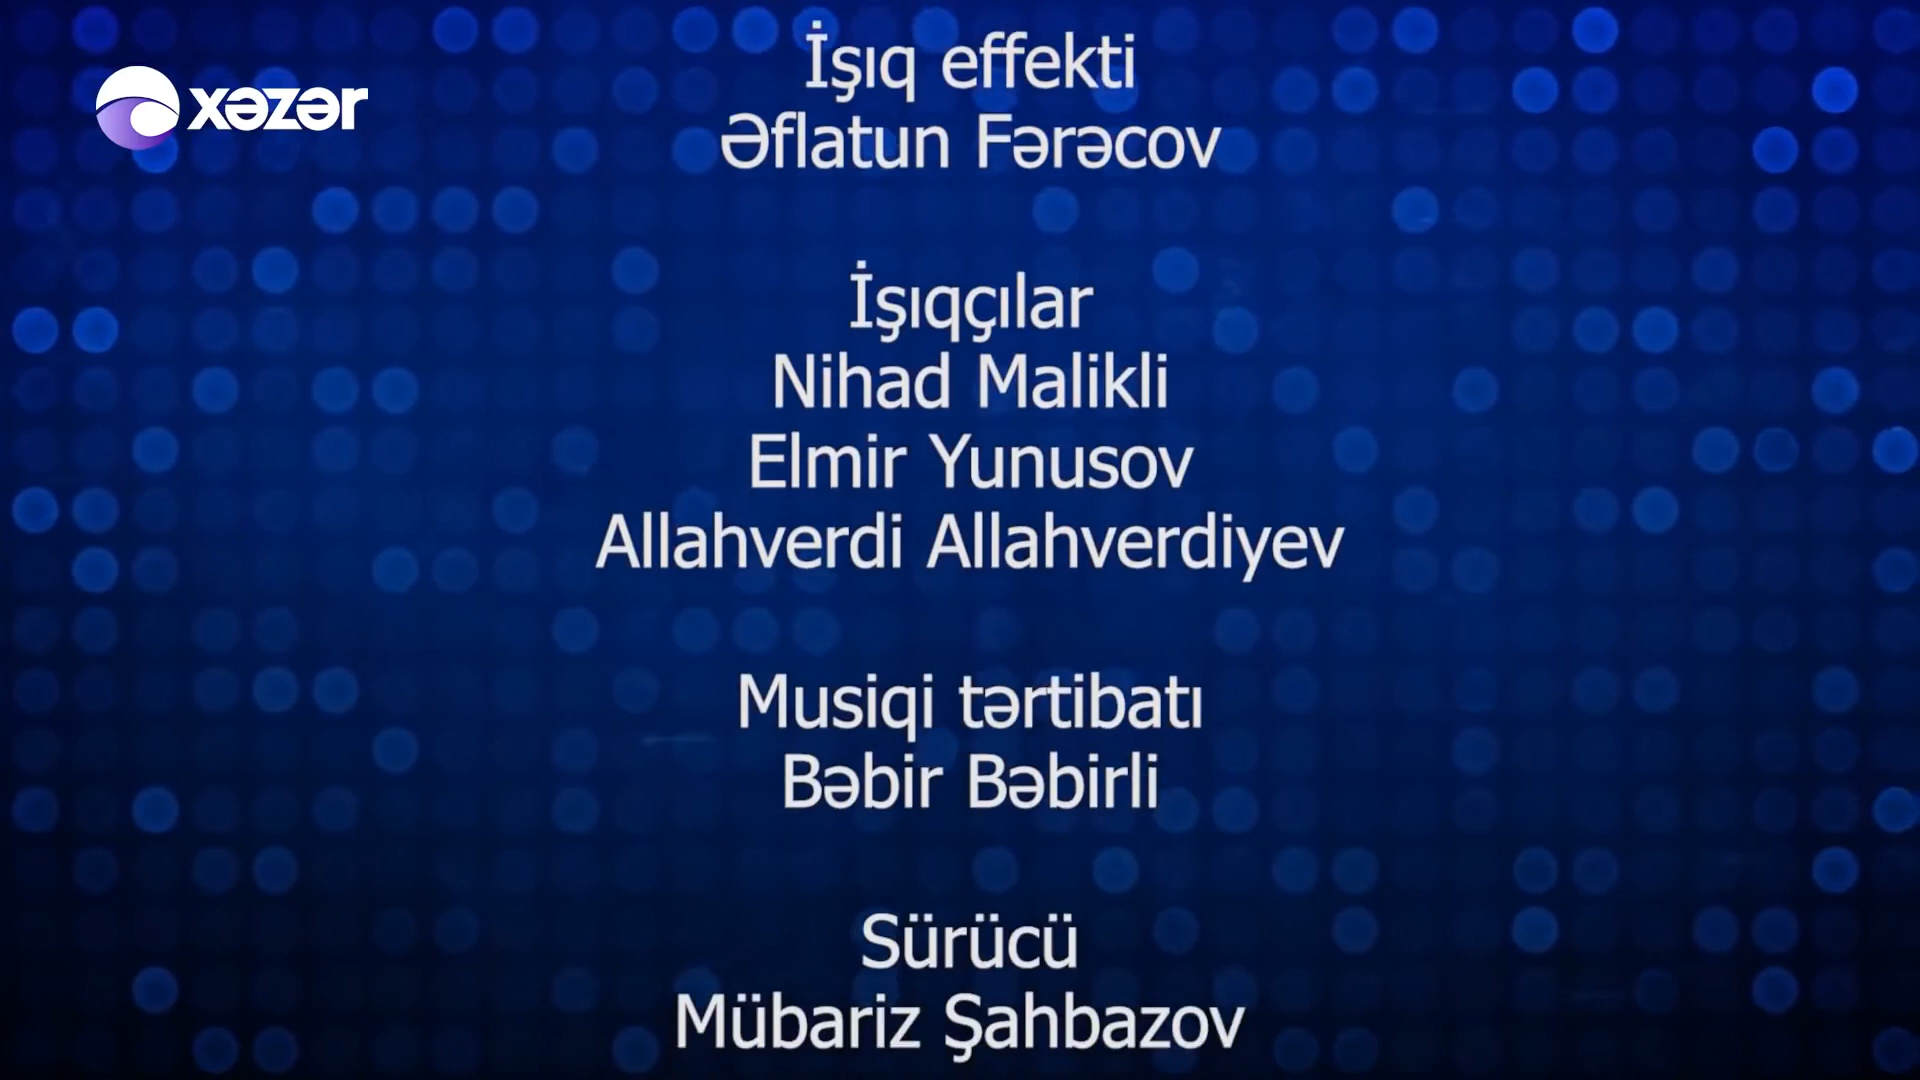 xəzər
İşıq effekti
Əflatun Fərəcov
İşıqçılar
Nihad Malikli
Elmir Yunusov
Allahverdi Allahverdiyev
Musiqi tərtibatı
Bəbir Bəbirli
Sürücü
Mübariz Şahbazov